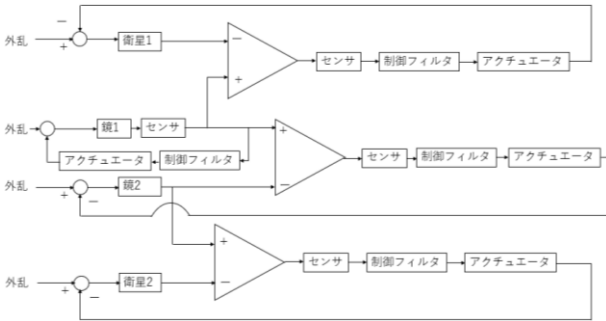 −
外乱
+
衛星1
−
+
センサ
制御フィルタ
アクチュエータ
外乱
鏡1
センサ
アクチュエータ
制御フィルタ
+
−
センサ
制御フィルタ
アクチュエータ
外乱
+
−
鏡2
+
−
センサ
制御フィルタ
アクチュエータ
外乱
+
−
衛星2